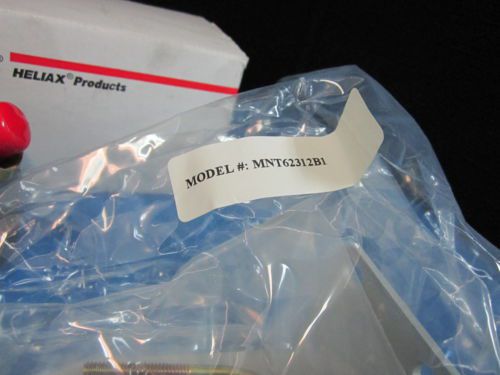 HELIAX® Products
MODEL #: MNT62312B1